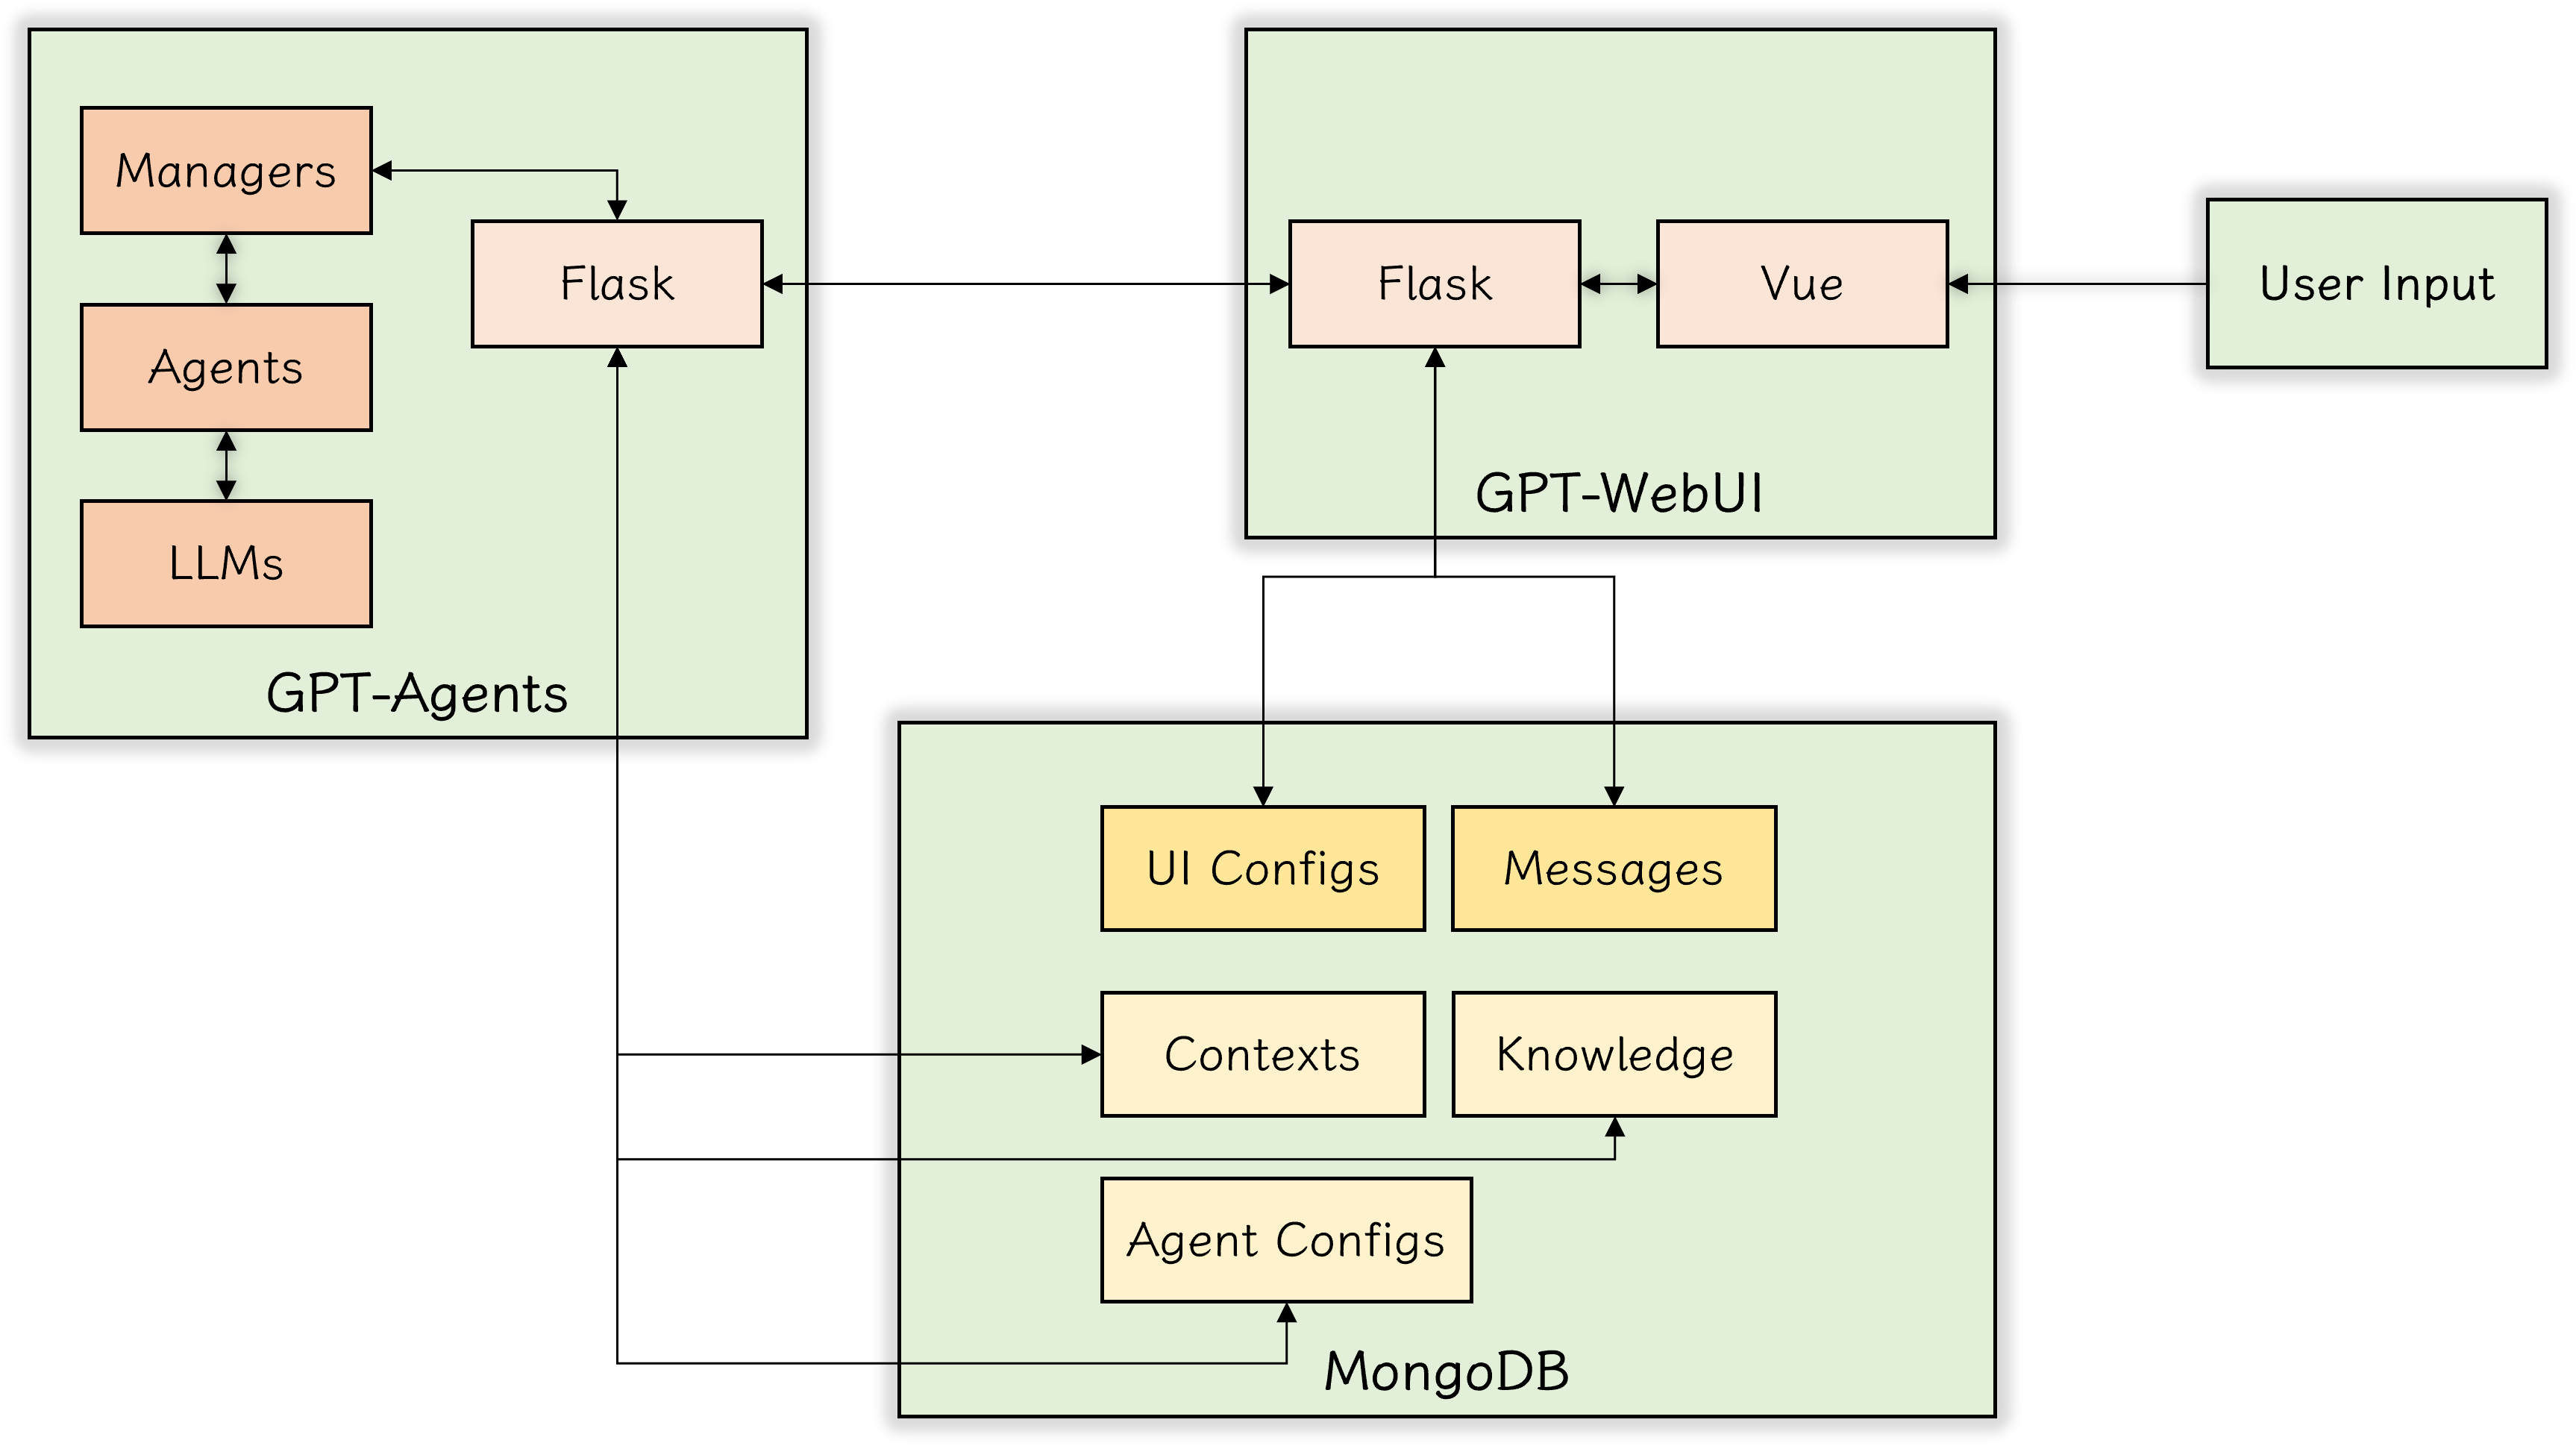 Managers
Agents
LLMs
Flask
GPT-Agents
Flask
Vue
GPT-WebUI
User Input
UI Configs
Messages
Contexts
Knowledge
Agent Configs
MongoDB